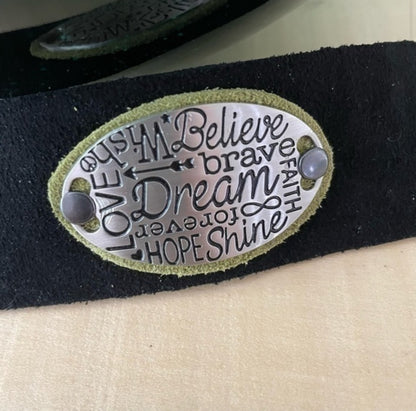 Wish
Believe
brave
FAITH
LOVE
Dream
forever
HOPE
Shine